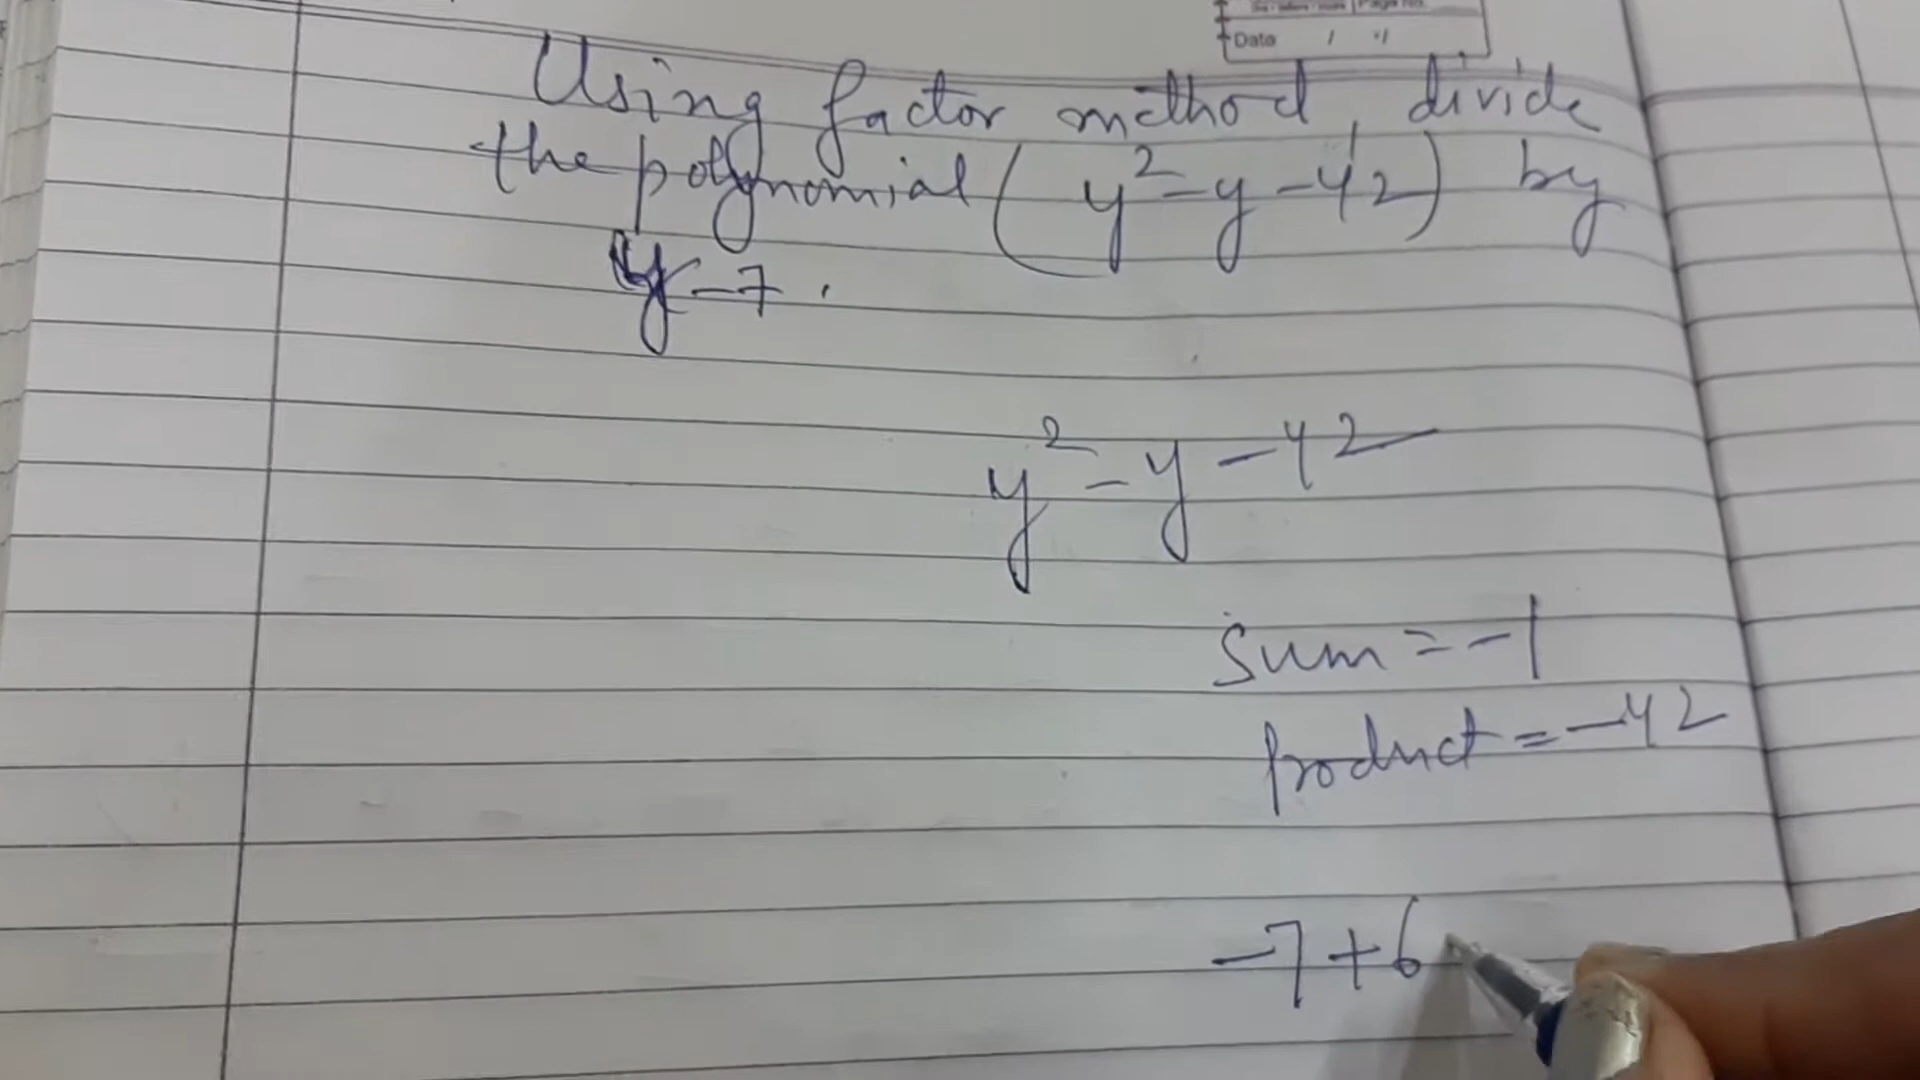 Date / /
Using factor method, divide
the polynomial (y² - y - 42) by
y - 7.
y² - y - 42
Sum = -1
product = -42
-7 + 6